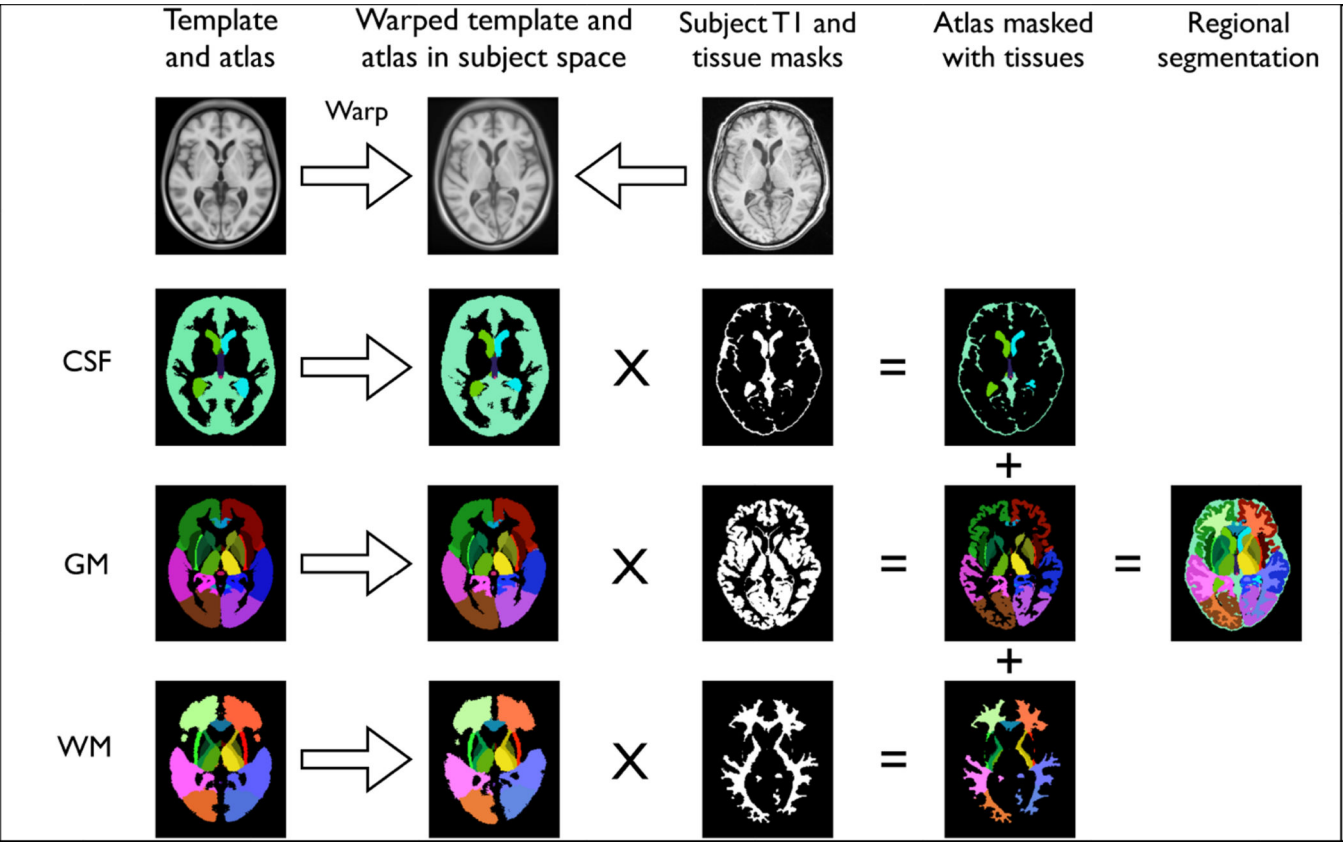 Template
and atlas
Warped template and
atlas in subject space
Subject T1 and
tissue masks
Atlas masked
with tissues
Regional
segmentation
Warp
CSF
X
=
+
GM
X
=
=
+
WM
X
=